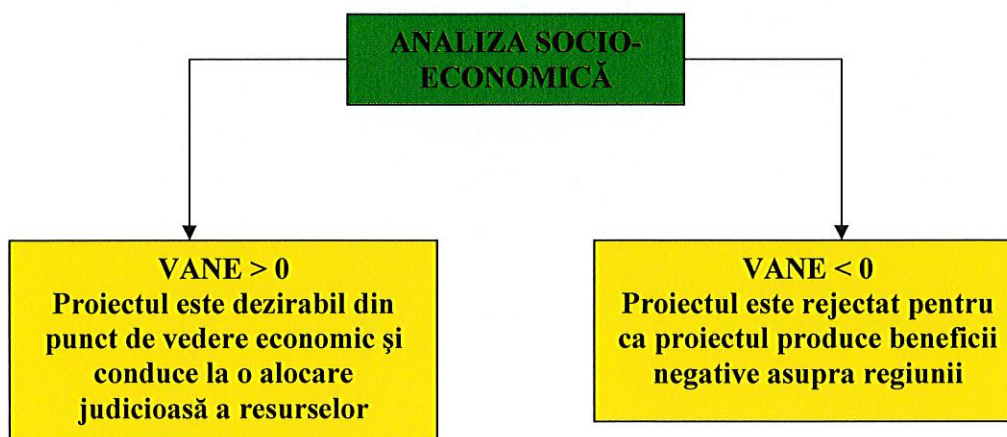 ANALIZA SOCIO-
ECONOMICĂ
VANE > 0
Proiectul este dezirabil din
punct de vedere economic şi
conduce la o alocare
judicioasă a resurselor
VANE < 0
Proiectul este rejectat pentru
ca proiectul produce beneficii
negative asupra regiunii